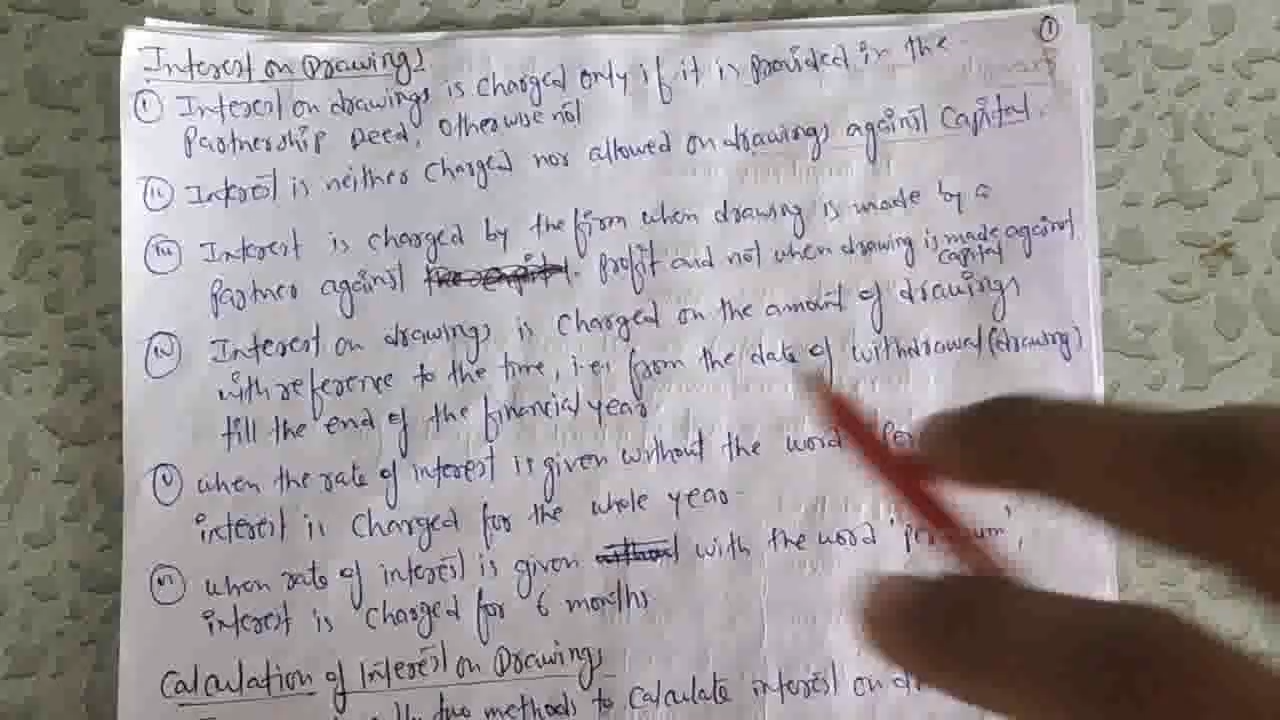 ①
Interest on Drawings
① Interest on drawings is charged only if it is provided in the
Partnership Deed, otherwise not
ⅱ Interest is neither charged nor allowed on drawings against Capital.
ⅲ Interest is charged by the firm when drawing is made by a
Partner against profit and not when drawing is made against
capital
ⅳ Interest on drawings is charged on the amount of drawings
with reference to the time, i.e. from the date of withdrawal (drawing)
till the end of the financial year
ⅴ when the rate of interest is given without the word
interest is charged for the whole year.
ⅵ when rate of interest is given with the word
interest is charged for 6 months
Calculation of Interest on Drawings
two methods to calculate interest on